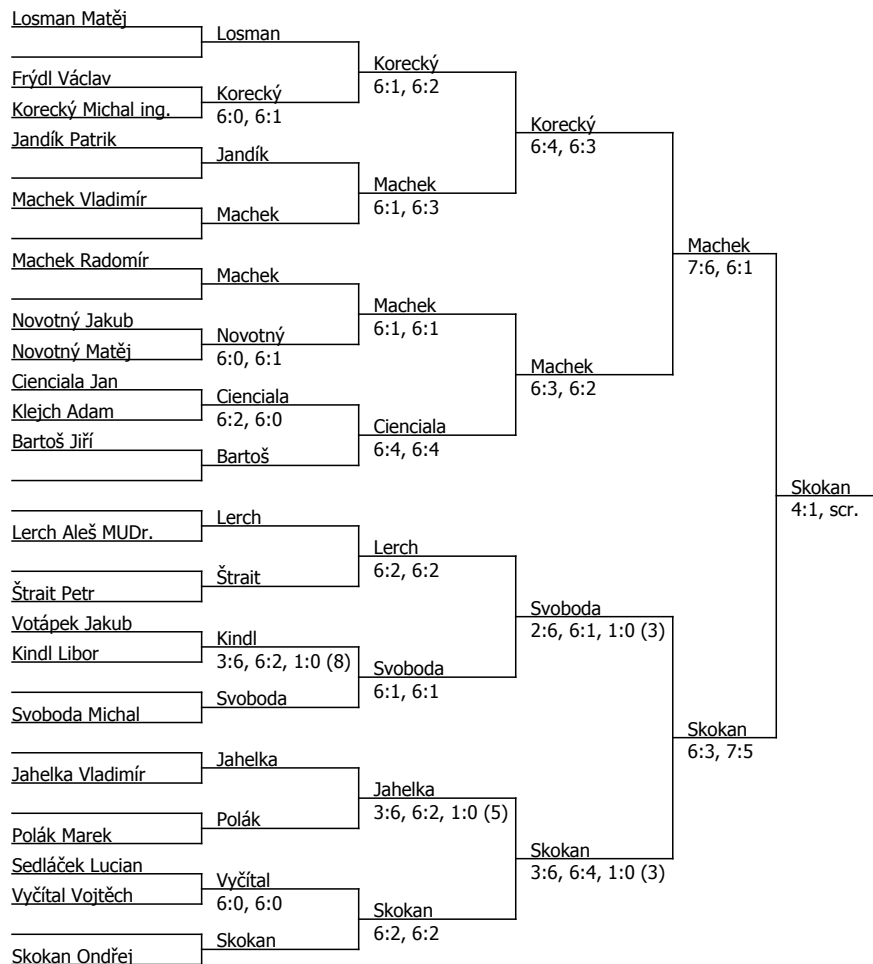 Losman Matěj
Losman
Korecký
6:1, 6:2
Frýdl Václav
Korecký Michal ing.
Korecký
6:0, 6:1
Korecký
6:4, 6:3
Jandík Patrik
Jandík
Machek
6:1, 6:3
Machek Vladimír
Machek
Machek
7:6, 6:1
Machek Radomír
Machek
Machek
6:1, 6:1
Novotný Jakub
Novotný Matěj
Novotný
6:0, 6:1
Machek
6:3, 6:2
Cienciala Jan
Klejch Adam
Cienciala
6:2, 6:0
Cienciala
6:4, 6:4
Bartoš Jiří
Bartoš
Skokan
4:1, scr.
Lerch Aleš MUDr.
Lerch
Lerch
6:2, 6:2
Štrait Petr
Štrait
Svoboda
2:6, 6:1, 1:0 (3)
Votápek Jakub
Kindl Libor
Kindl
3:6, 6:2, 1:0 (8)
Svoboda
6:1, 6:1
Svoboda Michal
Svoboda
Skokan
6:3, 7:5
Jahelka Vladimír
Jahelka
Jahelka
3:6, 6:2, 1:0 (5)
Polák Marek
Polák
Skokan
3:6, 6:4, 1:0 (3)
Sedláček Lucian
Vyčítal Vojtěch
Vyčítal
6:0, 6:0
Skokan
6:2, 6:2
Skokan Ondřej
Skokan